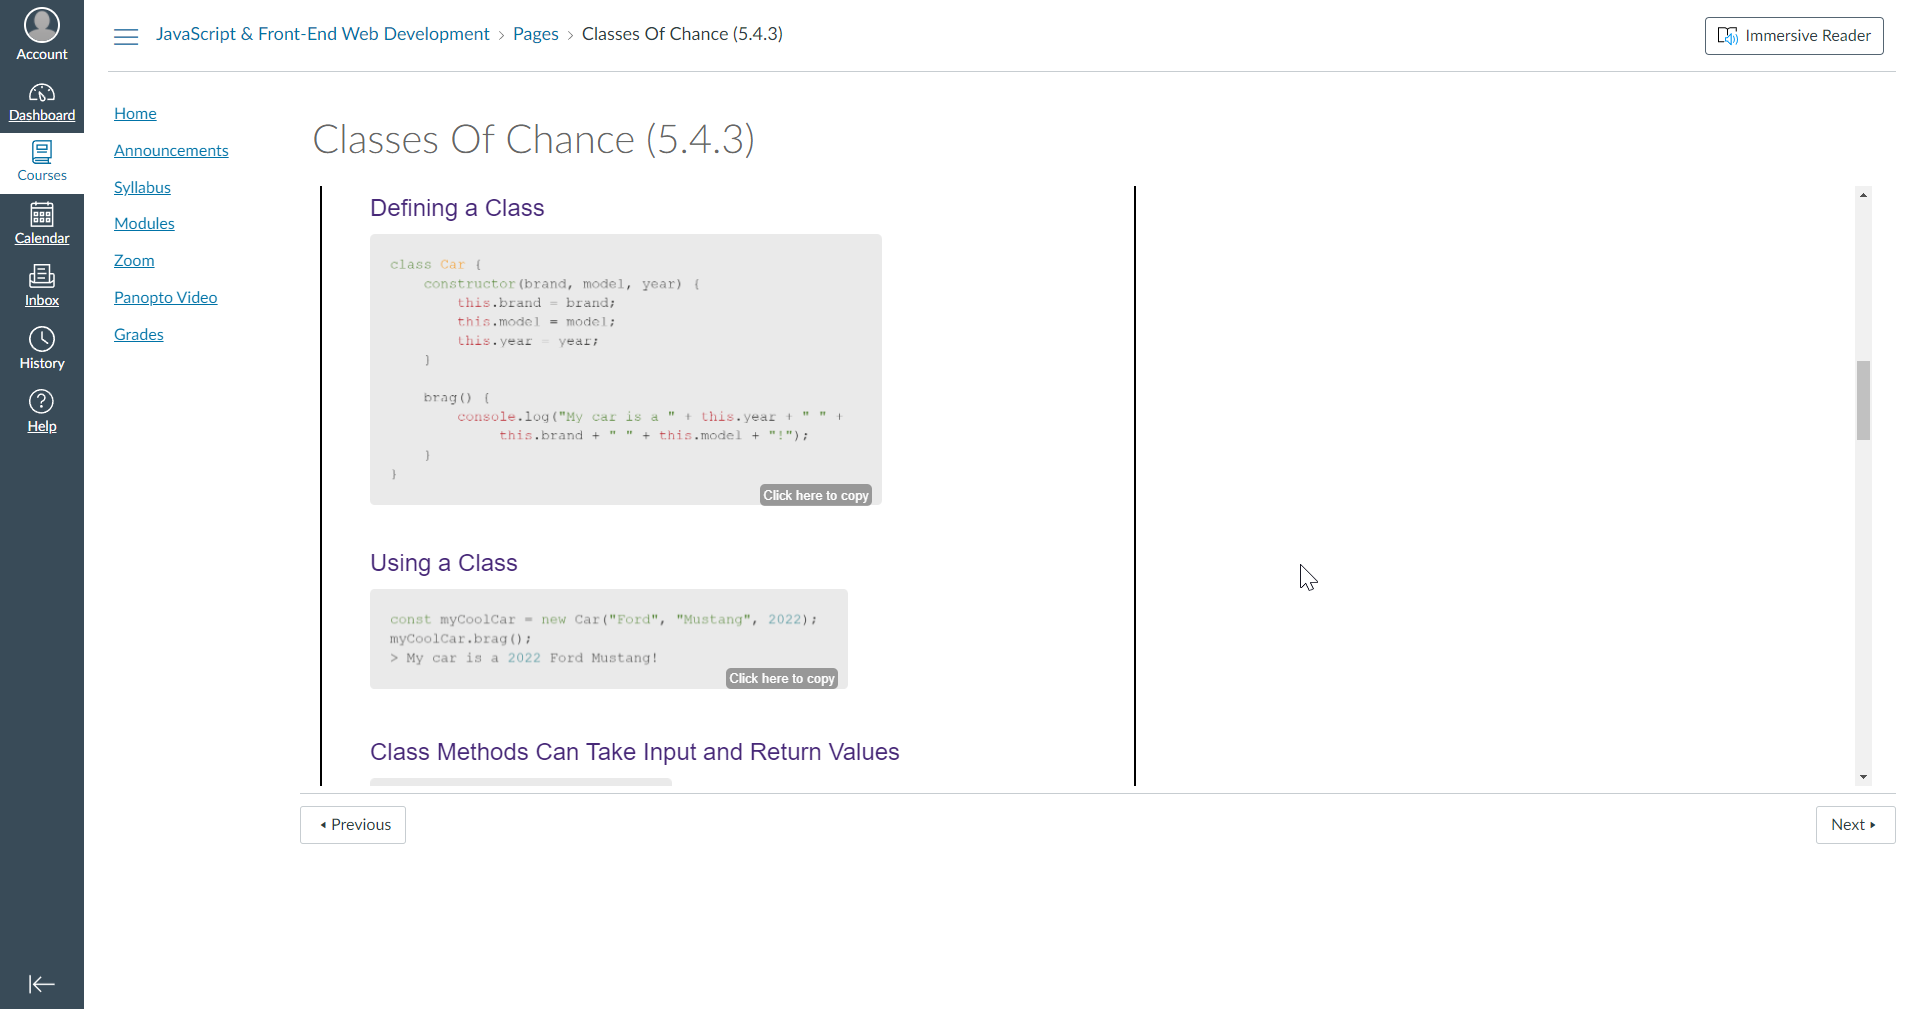 Account
Dashboard
Courses
Calendar
Inbox
History
Help
JavaScript & Front-End Web Development › Pages › Classes Of Chance (5.4.3)
Immersive Reader
Home
Announcements
Syllabus
Modules
Zoom
Panopto Video
Grades
Classes Of Chance (5.4.3)
Defining a Class
class Car {
    constructor(brand, model, year) {
        this.brand = brand;
        this.model = model;
        this.year = year;
    }
    brag() {
        console.log("My car is a " + this.year + " " +
             this.brand + " " + this.model + "!");
    }
}
Click here to copy
Using a Class
const myCoolCar = new Car("Ford", "Mustang", 2022);
myCoolCar.brag();
> My car is a 2022 Ford Mustang!
Click here to copy
Class Methods Can Take Input and Return Values
Previous
Next